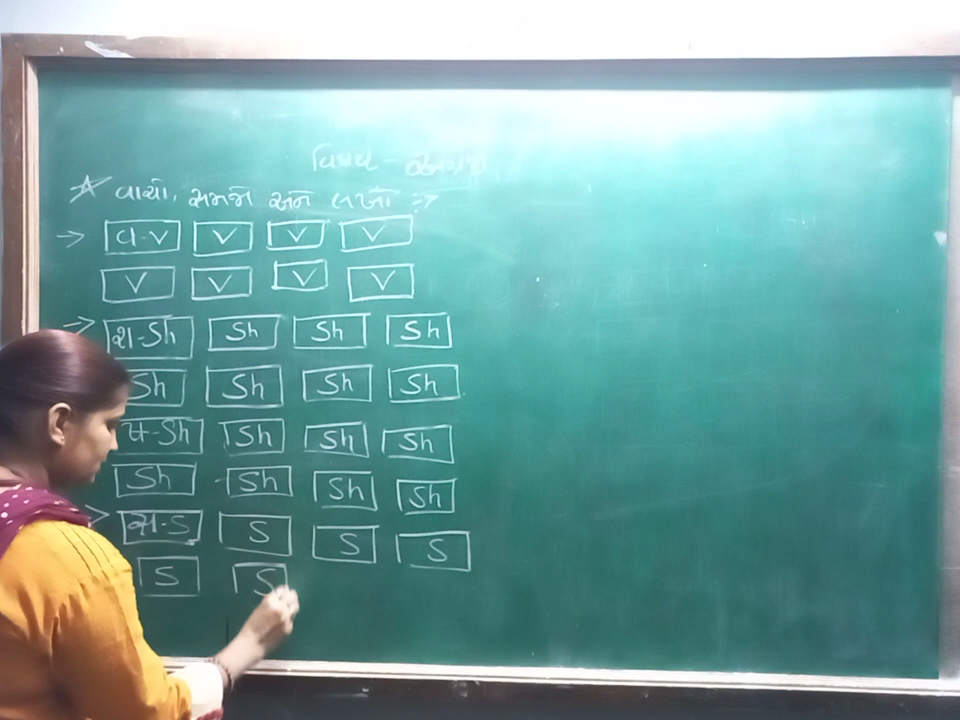 વિષય - અંગ્રેજી
★ વાચો, સમજો અને લખો :->
-> વ-V V V V
V V V V
-> શ-Sh Sh Sh Sh
Sh Sh Sh Sh
ષ-Sh Sh Sh Sh
Sh Sh Sh Sh
> સ-S S S S
S S